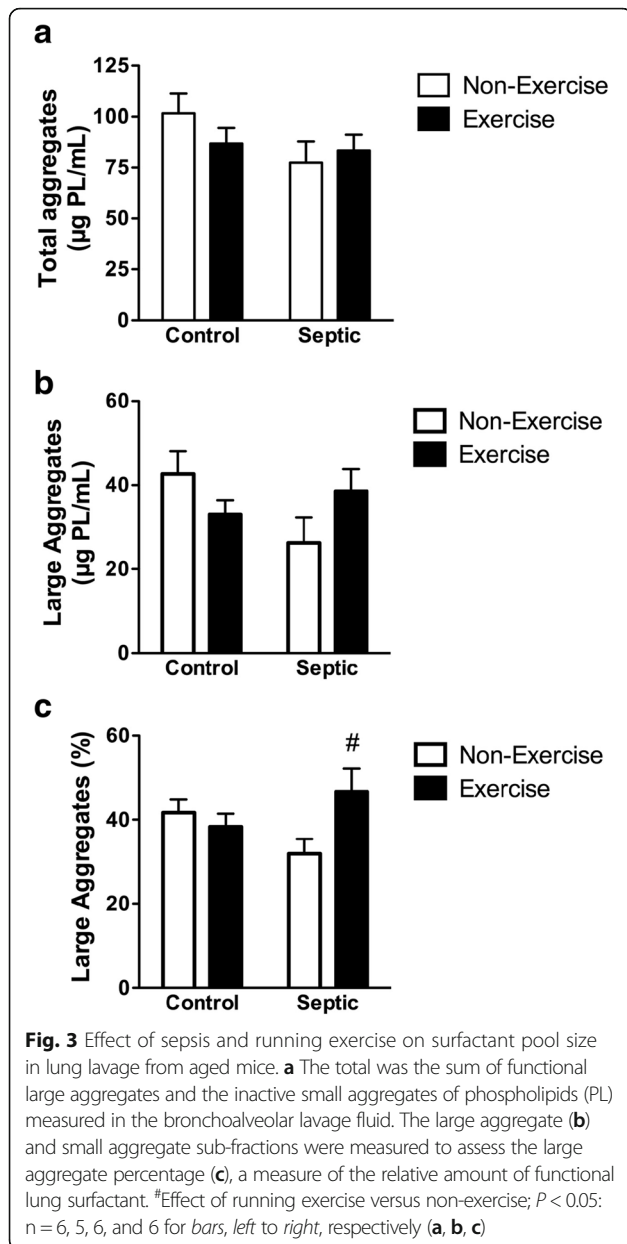 a
125
100
75
50
25
0
Total aggregates
(µg PL/mL)
Non-Exercise
Exercise
Control Septic
b
60
40
20
0
Large Aggregates
(µg PL/mL)
Non-Exercise
Exercise
Control Septic
c
60
40
20
0
Large Aggregates (%)
#
Non-Exercise
Exercise
Control Septic
Fig. 3 Effect of sepsis and running exercise on surfactant pool size
in lung lavage from aged mice. a The total was the sum of functional
large aggregates and the inactive small aggregates of phospholipids (PL)
measured in the bronchoalveolar lavage fluid. The large aggregate (b)
and small aggregate sub-fractions were measured to assess the large
aggregate percentage (c), a measure of the relative amount of functional
lung surfactant. #Effect of running exercise versus non-exercise; P < 0.05:
n = 6, 5, 6, and 6 for bars, left to right, respectively (a, b, c)